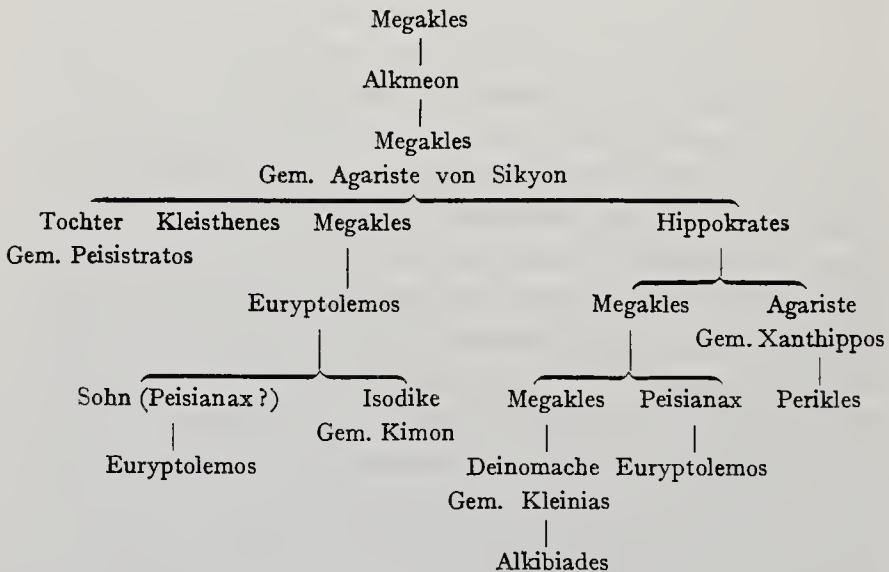 Megakles
Alkmeon
Megakles
Gem. Agariste von Sikyon
Tochter Kleisthenes Megakles Hippokrates
Gem. Peisistratos
Euryptolemos Megakles Agariste
Gem. Xanthippos
Sohn (Peisianax?) Isodike Megakles Peisianax Perikles
Gem. Kimon
Euryptolemos Deinomache Euryptolemos
Gem. Kleinias
Alkibiades